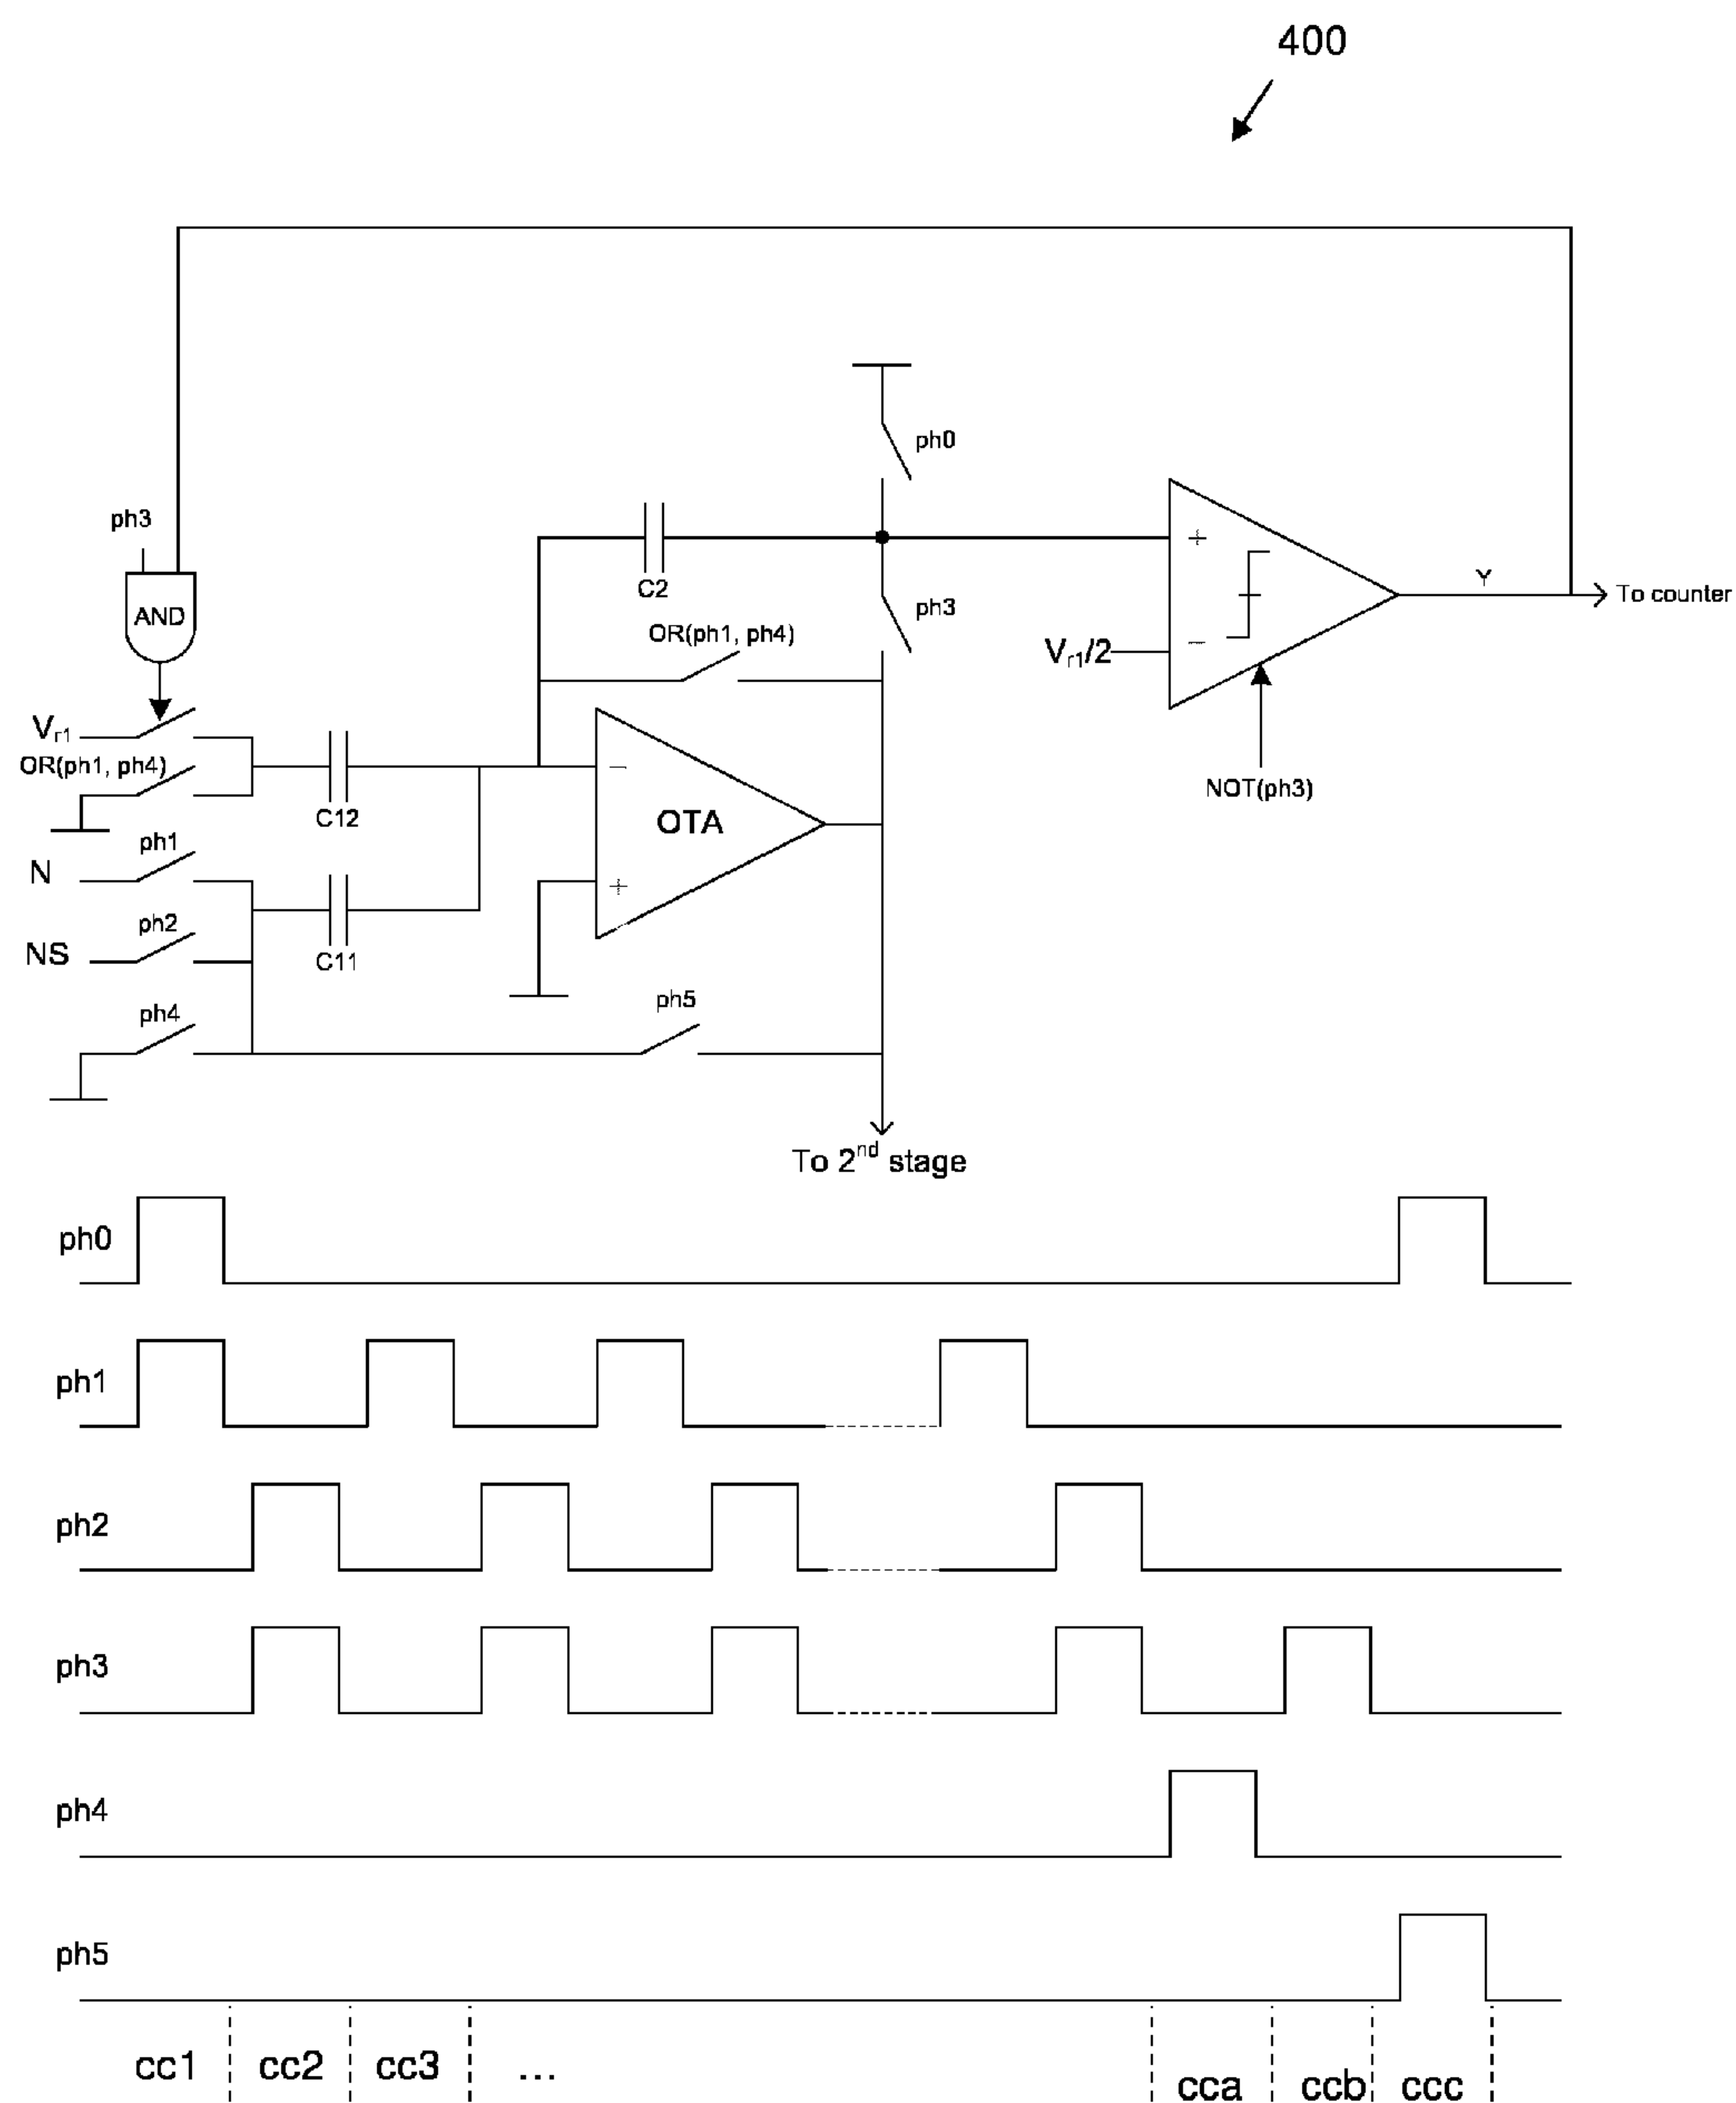 400
ph0
ph3
C2
AND
ph3
To counter
Y
OR(ph1, ph4)
Vr1/2
Vr1
OR(ph1, ph4)
NOT(ph3)
C12
OTA
ph1
N
ph2
NS
C11
ph5
ph4
To 2nd stage
ph0
ph1
ph2
ph3
ph4
ph5
cc1 cc2 cc3 ... cca ccb ccc